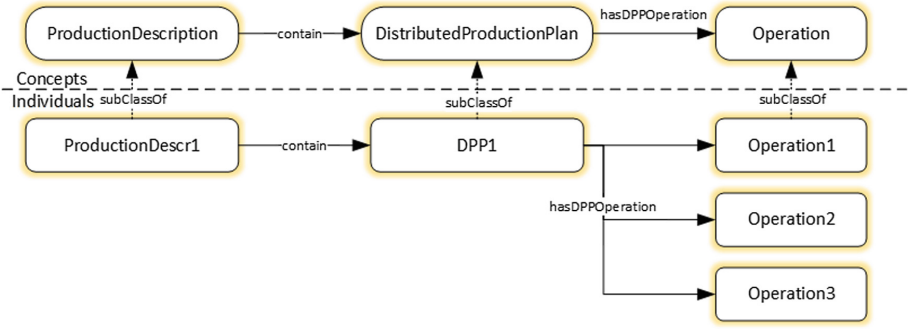 hasDPPOperation
ProductionDescription
contain
DistributedProductionPlan
Operation
Concepts
Individuals
subClassOf
subClassOf
subClassOf
ProductionDescr1
contain
DPP1
Operation1
hasDPPOperation
Operation2
Operation3